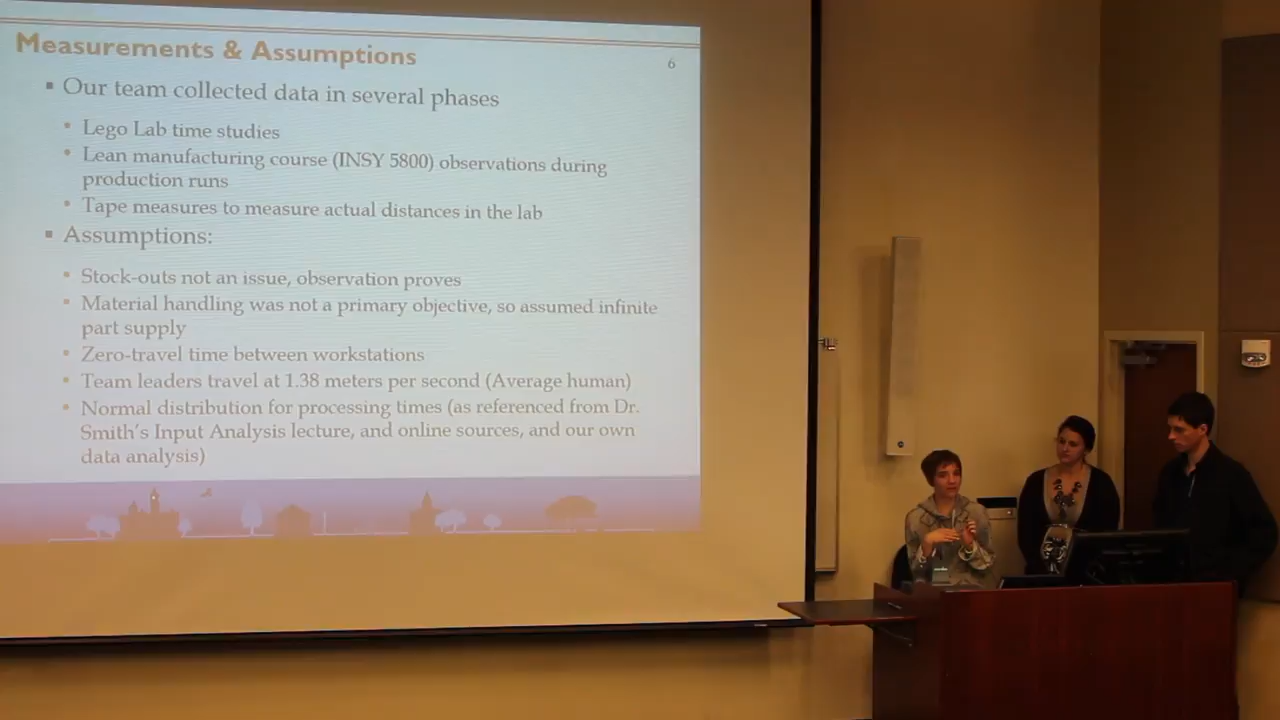 Measurements & Assumptions
6
▪ Our team collected data in several phases
• Lego Lab time studies
• Lean manufacturing course (INSY 5800) observations during
production runs
• Tape measures to measure actual distances in the lab
▪ Assumptions:
• Stock-outs not an issue, observation proves
• Material handling was not a primary objective, so assumed infinite
part supply
• Zero-travel time between workstations
• Team leaders travel at 1.38 meters per second (Average human)
• Normal distribution for processing times (as referenced from Dr.
Smith's Input Analysis lecture, and online sources, and our own
data analysis)